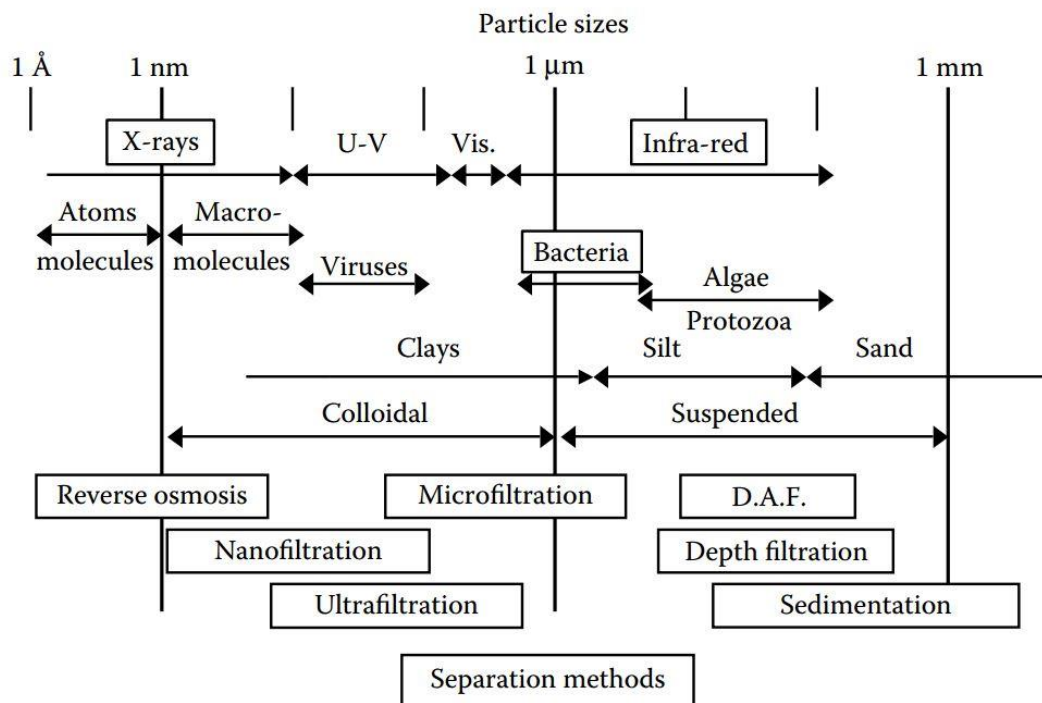 Particle sizes
1 Å
1 nm
1 μm
1 mm
X-rays
U-V
Vis.
Infra-red
Atoms
molecules
Macro-
molecules
Viruses
Bacteria
Algae
Protozoa
Clays
Silt
Sand
Colloidal
Suspended
Reverse osmosis
Microfiltration
D.A.F.
Nanofiltration
Depth filtration
Ultrafiltration
Sedimentation
Separation methods